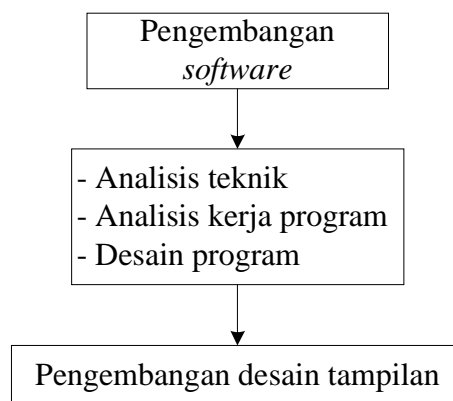 Pengembangan
software
- Analisis teknik
- Analisis kerja program
- Desain program
Pengembangan desain tampilan